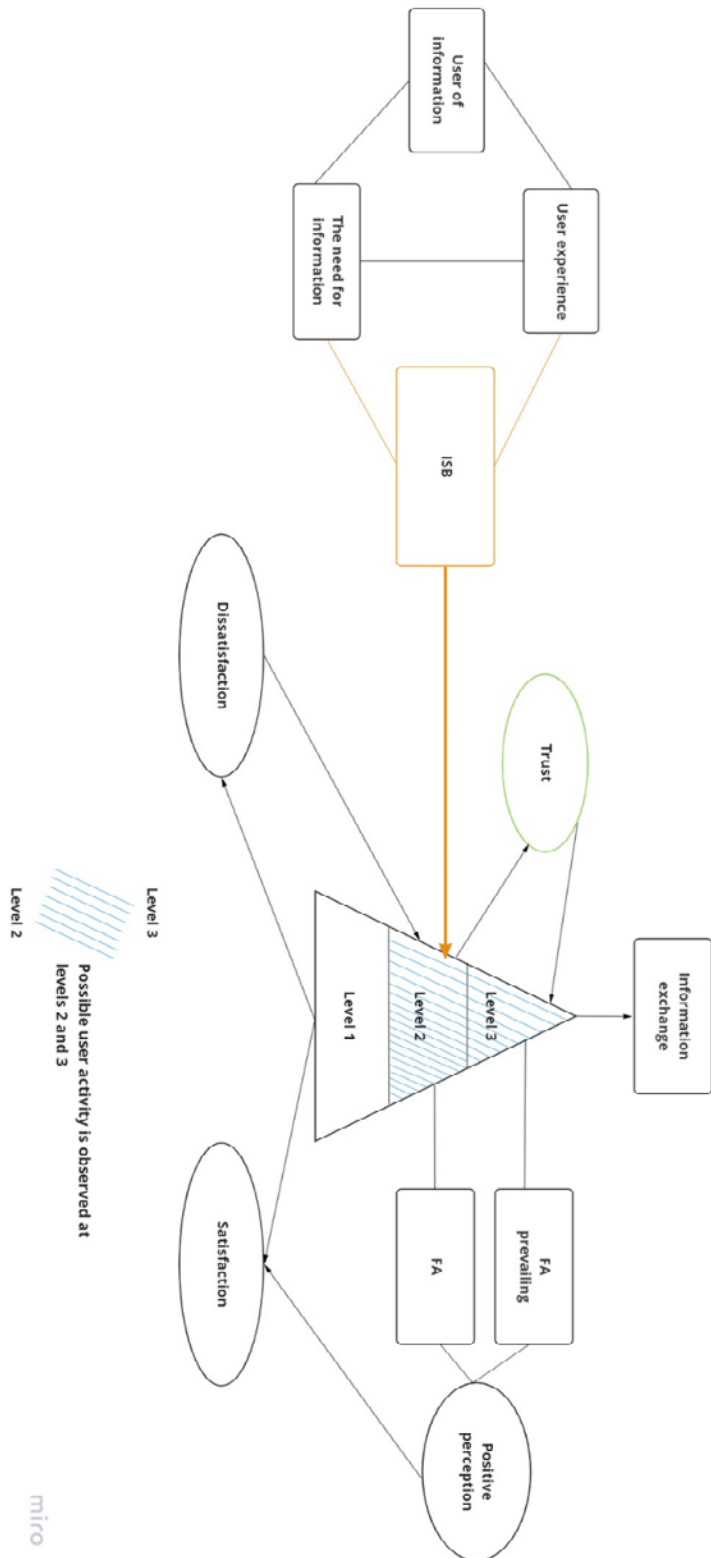 User of
information
User experience
The need for
information
ISB
Trust
Dissatisfaction
Information
exchange
Level 3
Level 2
Level 1
FA
prevailing
FA
Positive
perception
Satisfaction
Level 3
Level 2
Possible user activity is observed at
levels 2 and 3
miro